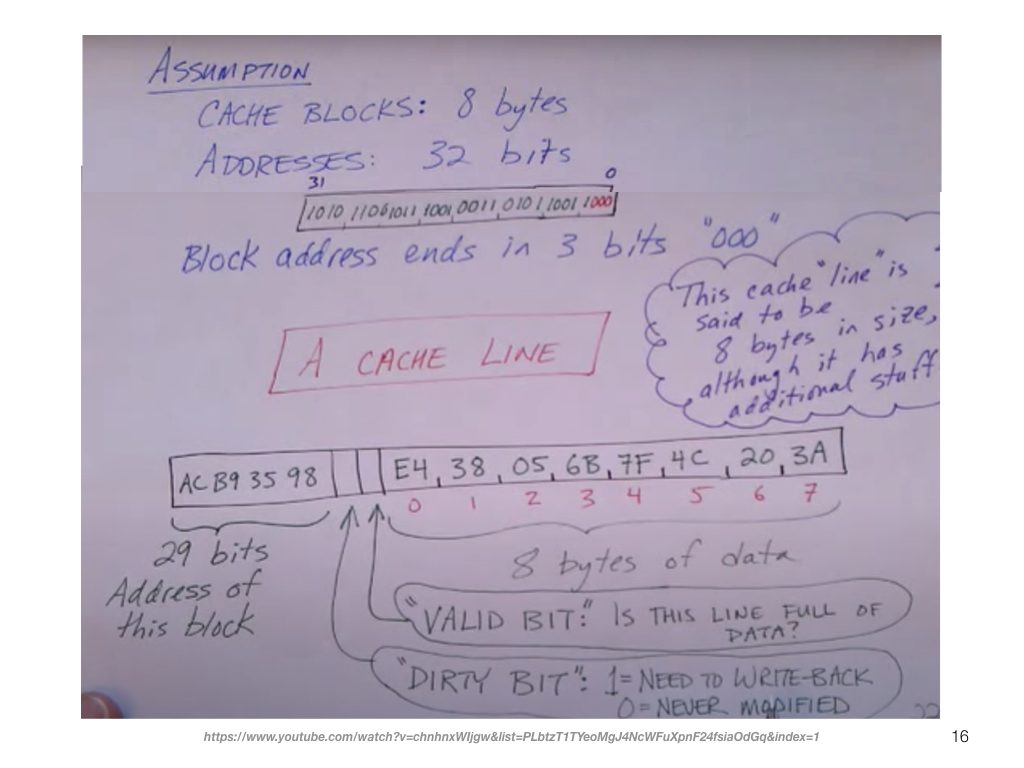 ASSUMPTION
CACHE BLOCKS: 8 bytes
ADDRESSES: 32 bits
31 0
1010 1100 1011 1001 0011 0101 1001 1000
Block address ends in 3 bits "000"
This cache "line" is
said to be
8 bytes in size,
although it has
additional stuff
A CACHE LINE
ACB9 35 98 E4, 38, 05, 6B, 7F, 4C, 20, 3A
0 1 2 3 4 5 6 7
29 bits
Address of
this block
8 bytes of data
"VALID BIT:" IS THIS LINE FULL OF
DATA?
"DIRTY BIT": 1=NEED TO WRITE-BACK
0=NEVER MODIFIED
22
https://www.youtube.com/watch?v=chnhnxWIjgw&list=PLbtzT1TYeoMgJ4NcWFuXpnF24fsiaOdGq&index=1
16